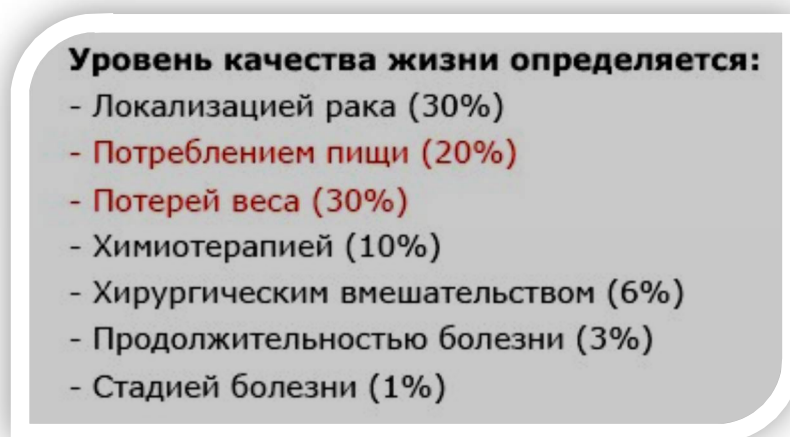 Уровень качества жизни определяется:
- Локализацией рака (30%)
- Потреблением пищи (20%)
- Потерей веса (30%)
- Химиотерапией (10%)
- Хирургическим вмешательством (6%)
- Продолжительностью болезни (3%)
- Стадией болезни (1%)